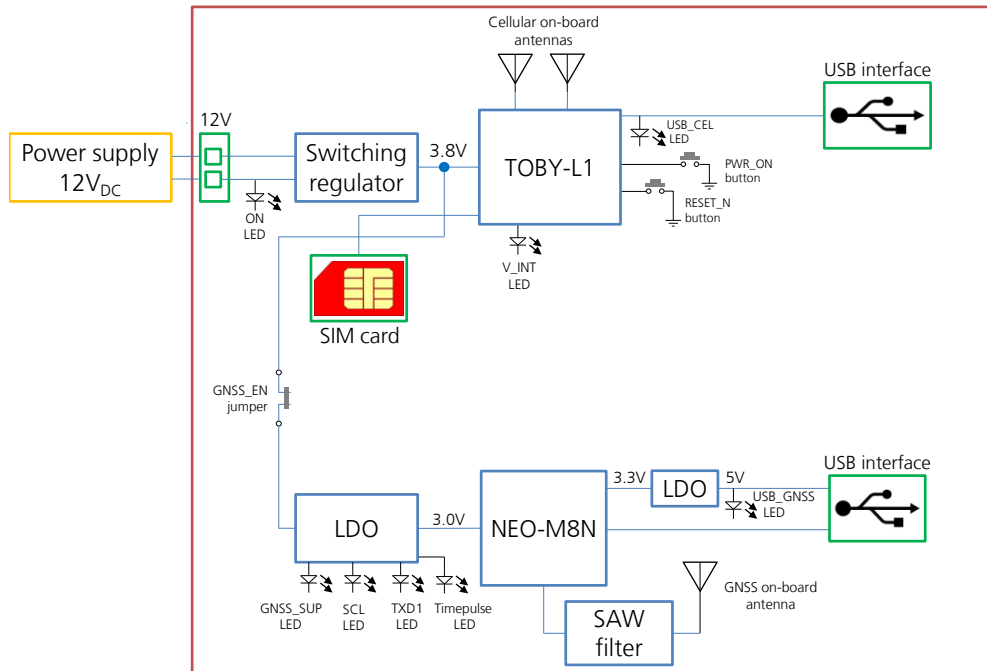 Cellular on-board
antennas
USB interface
12V
USB_CEL
LED
Power supply
12VDC
Switching
regulator
3.8V
TOBY-L1
PWR_ON
button
RESET_N
button
ON
LED
V_INT
LED
SIM card
GNSS_EN
jumper
USB interface
3.3V
LDO
5V
USB_GNSS
LED
LDO
3.0V
NEO-M8N
GNSS_SUP
LED
SCL
LED
TXD1
LED
Timepulse
LED
GNSS on-board
antenna
SAW
filter